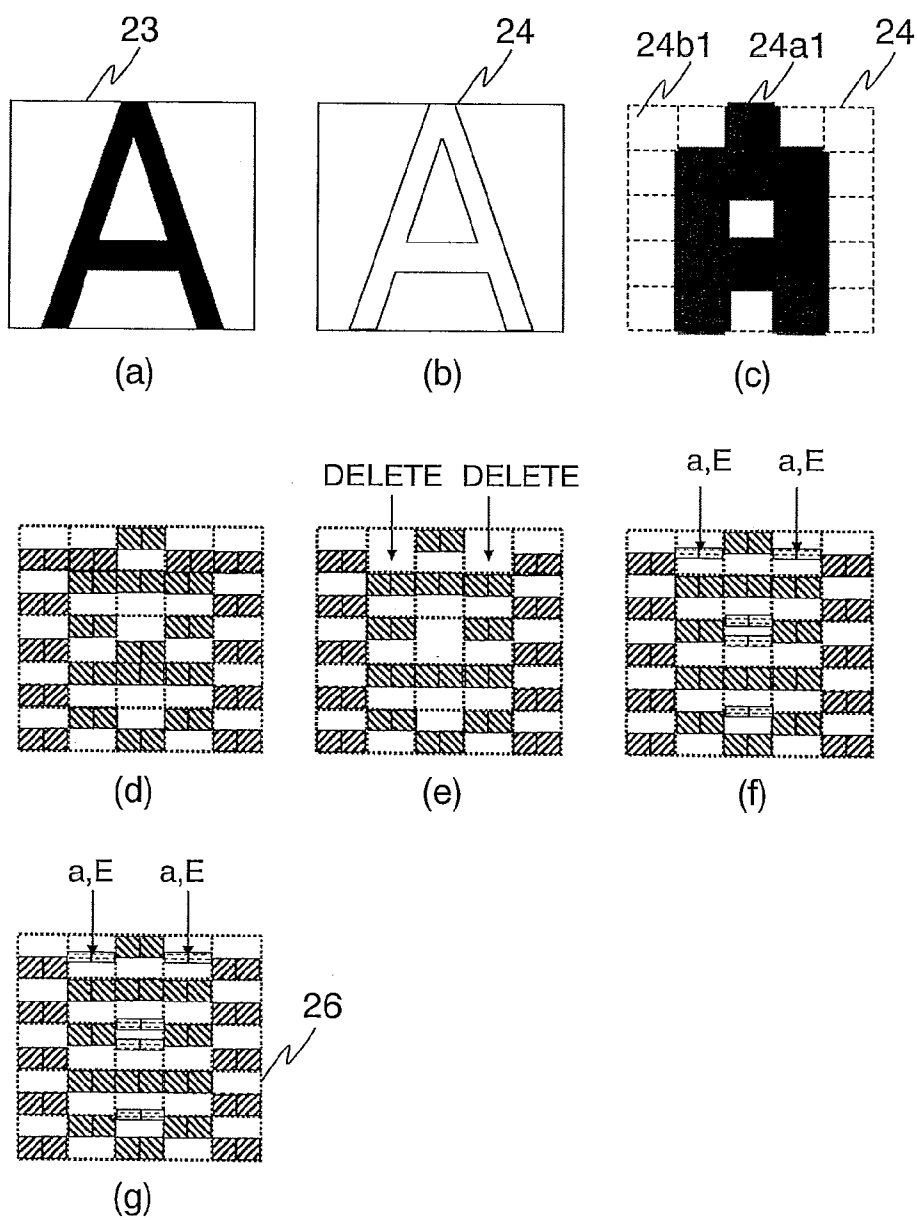 23 24 24b1 24a1 24
A A A
(a) (b) (c)
DELETE DELETE a,E a,E
(d) (e) (f)
a,E a,E
26
(g)